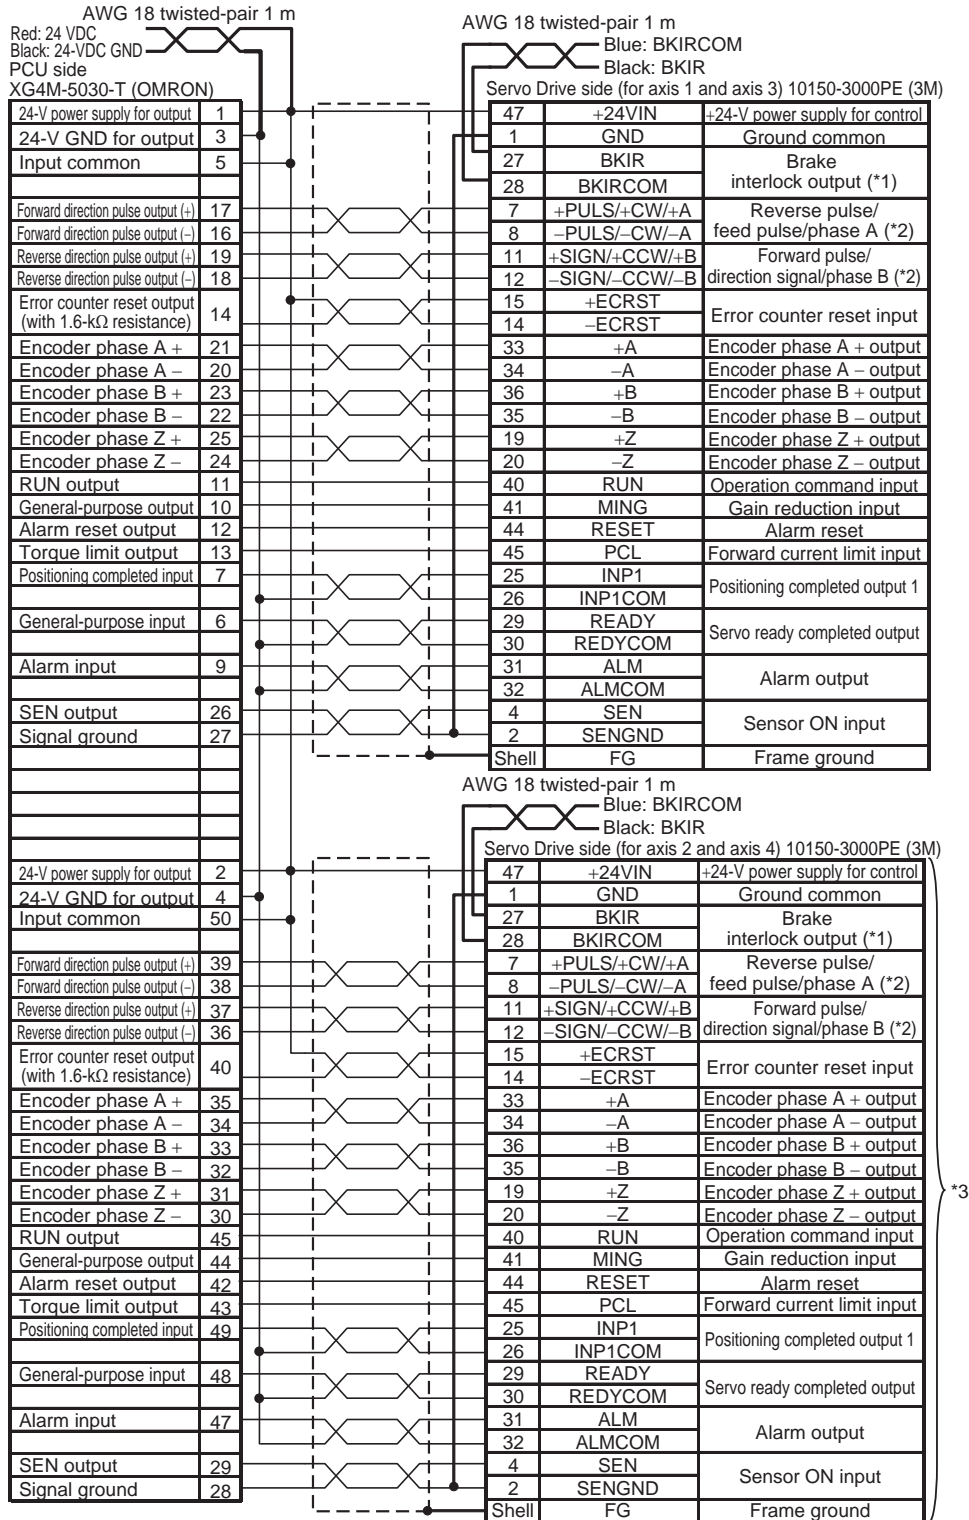 AWG 18 twisted-pair 1 m
Red: 24 VDC
Black: 24-VDC GND
PCU side
XG4M-5030-T (OMRON)
AWG 18 twisted-pair 1 m
Blue: BKIRCOM
Black: BKIR
Servo Drive side (for axis 1 and axis 3) 10150-3000PE (3M)
24-V power supply for output 1
24-V GND for output 3
Input common 5
Forward direction pulse output (+) 17
Forward direction pulse output (−) 16
Reverse direction pulse output (+) 19
Reverse direction pulse output (−) 18
Error counter reset output
(with 1.6-kΩ resistance) 14
Encoder phase A + 21
Encoder phase A − 20
Encoder phase B + 23
Encoder phase B − 22
Encoder phase Z + 25
Encoder phase Z − 24
RUN output 11
General-purpose output 10
Alarm reset output 12
Torque limit output 13
Positioning completed input 7
General-purpose input 6
Alarm input 9
SEN output 26
Signal ground 27
47 +24VIN +24-V power supply for control
1 GND Ground common
27 BKIR Brake
28 BKIRCOM interlock output (*1)
7 +PULS/+CW/+A Reverse pulse/
8 −PULS/−CW/−A feed pulse/phase A (*2)
11 +SIGN/+CCW/+B Forward pulse/
12 −SIGN/−CCW/−B direction signal/phase B (*2)
15 +ECRST Error counter reset input
14 −ECRST
33 +A Encoder phase A + output
34 −A Encoder phase A − output
36 +B Encoder phase B + output
35 −B Encoder phase B − output
19 +Z Encoder phase Z + output
20 −Z Encoder phase Z − output
40 RUN Operation command input
41 MING Gain reduction input
44 RESET Alarm reset
45 PCL Forward current limit input
25 INP1 Positioning completed output 1
26 INP1COM
29 READY Servo ready completed output
30 REDYCOM
31 ALM Alarm output
32 ALMCOM
4 SEN Sensor ON input
2 SENGND
Shell FG Frame ground
AWG 18 twisted-pair 1 m
Blue: BKIRCOM
Black: BKIR
Servo Drive side (for axis 2 and axis 4) 10150-3000PE (3M)
24-V power supply for output 2
24-V GND for output 4
Input common 50
Forward direction pulse output (+) 39
Forward direction pulse output (−) 38
Reverse direction pulse output (+) 37
Reverse direction pulse output (−) 36
Error counter reset output
(with 1.6-kΩ resistance) 40
Encoder phase A + 35
Encoder phase A − 34
Encoder phase B + 33
Encoder phase B − 32
Encoder phase Z + 31
Encoder phase Z − 30
RUN output 45
General-purpose output 44
Alarm reset output 42
Torque limit output 43
Positioning completed input 49
General-purpose input 48
Alarm input 47
SEN output 29
Signal ground 28
47 +24VIN +24-V power supply for control
1 GND Ground common
27 BKIR Brake
28 BKIRCOM interlock output (*1)
7 +PULS/+CW/+A Reverse pulse/
8 −PULS/−CW/−A feed pulse/phase A (*2)
11 +SIGN/+CCW/+B Forward pulse/
12 −SIGN/−CCW/−B direction signal/phase B (*2)
15 +ECRST Error counter reset input
14 −ECRST
33 +A Encoder phase A + output
34 −A Encoder phase A − output
36 +B Encoder phase B + output
35 −B Encoder phase B − output
19 +Z Encoder phase Z + output
20 −Z Encoder phase Z − output
40 RUN Operation command input
41 MING Gain reduction input
44 RESET Alarm reset
45 PCL Forward current limit input
25 INP1 Positioning completed output 1
26 INP1COM
29 READY Servo ready completed output
30 REDYCOM
31 ALM Alarm output
32 ALMCOM
4 SEN Sensor ON input
2 SENGND
Shell FG Frame ground
*3